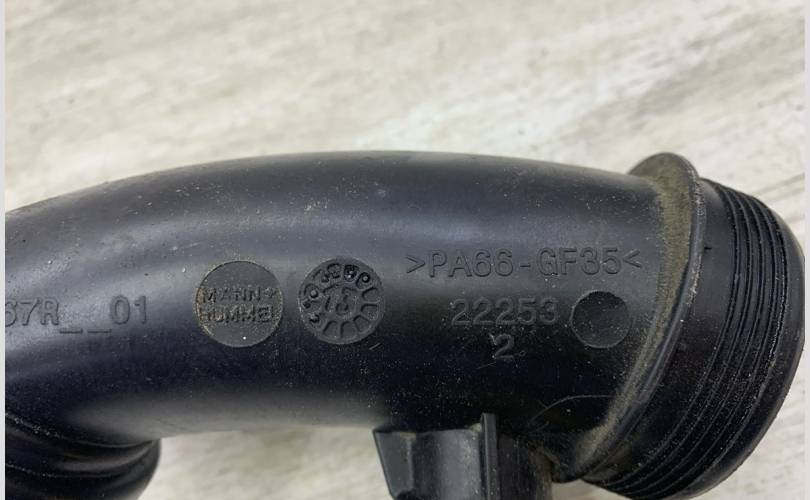 67R__01
MANN+
HUMMEL
>PA66-GF35<
22253
2